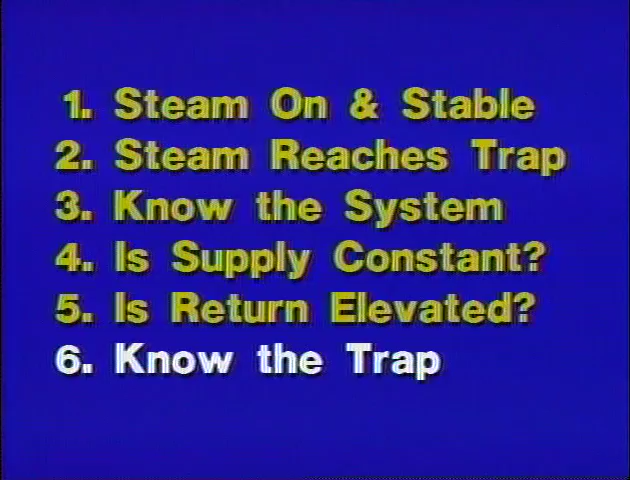 1. Steam On & Stable
2. Steam Reaches Trap
3. Know the System
4. Is Supply Constant?
5. Is Return Elevated?
6. Know the Trap